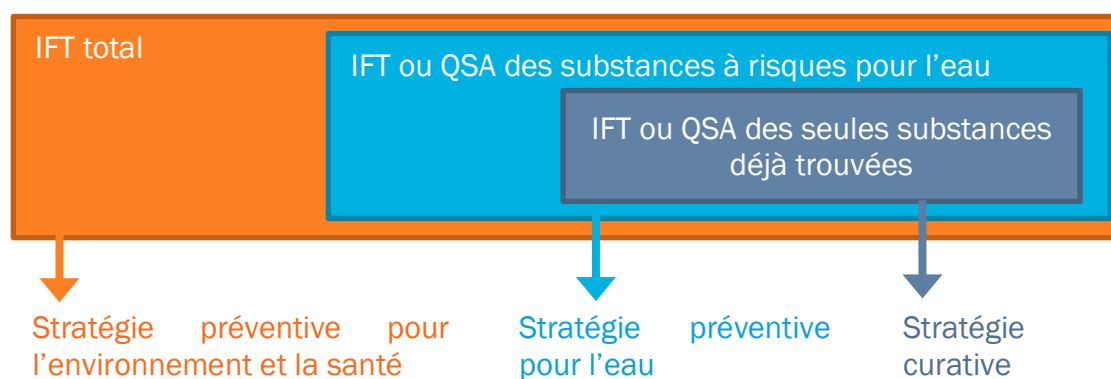 IFT total
IFT ou QSA des substances à risques pour l’eau
IFT ou QSA des seules substances
déjà trouvées
Stratégie préventive pour
l’environnement et la santé
Stratégie préventive
pour l’eau
Stratégie
curative